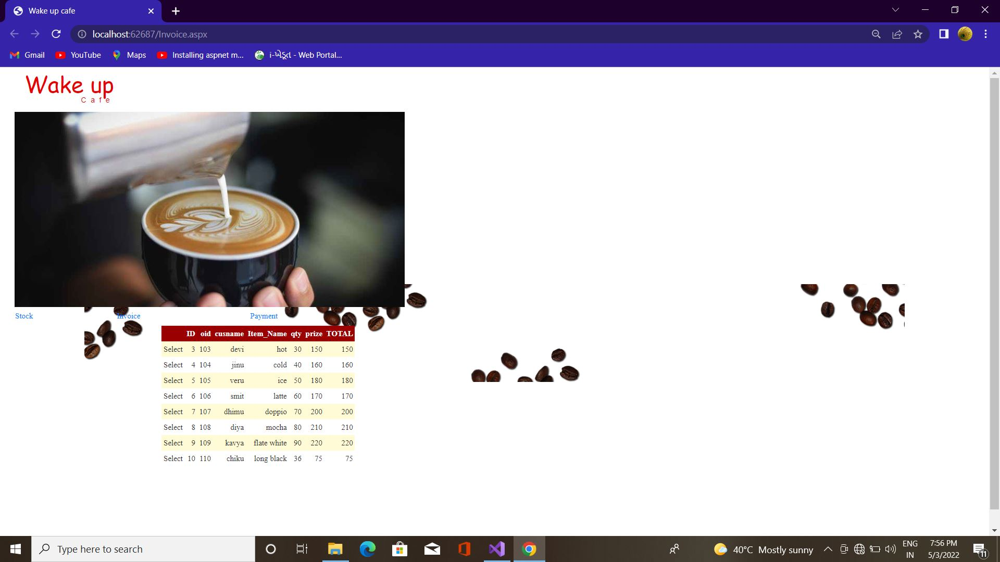 Wake up cafe
localhost:62687/Invoice.aspx
Gmail YouTube Maps Installing aspnet m... i-ખેડૂત - Web Portal...
Wake up
Cafe
Stock Invoice Payment
ID oid cusname Item_Name qty prize TOTAL
Select 3 103 devi hot 30 150 150
Select 4 104 jinu cold 40 160 160
Select 5 105 veru ice 50 180 180
Select 6 106 smit latte 60 170 170
Select 7 107 dhimu doppio 70 200 200
Select 8 108 diya mocha 80 210 210
Select 9 109 kavya flate white 90 220 220
Select 10 110 chiku long black 36 75 75
Type here to search
40°C Mostly sunny
ENG
IN
7:56 PM
5/3/2022
11